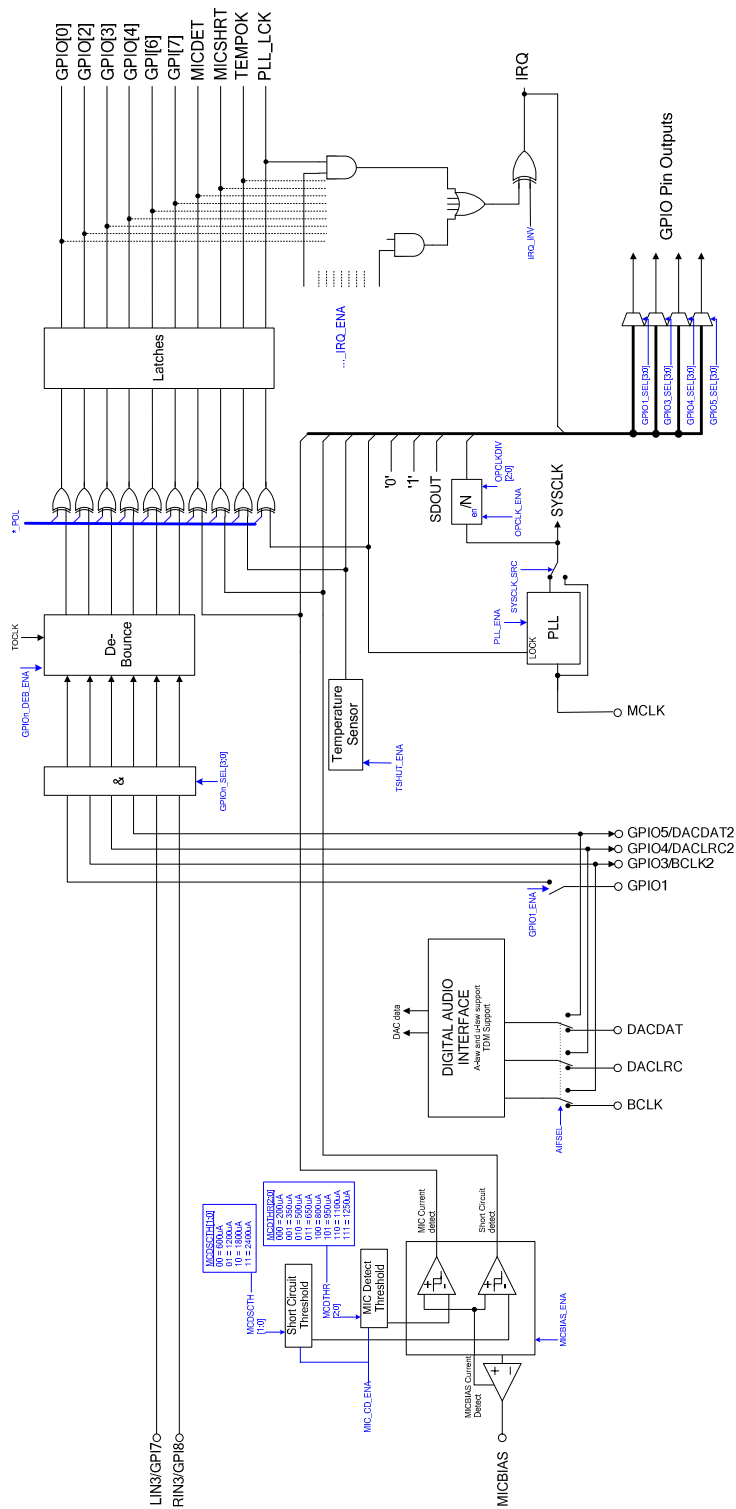 GPIO[0]
GPIO[2]
GPIO[3]
GPIO[4]
GPI[6]
GPI[7]
MICDET
MICSHRT
TEMPOK
PLL_LCK
IRQ
GPIO Pin Outputs
IRQ_INV
..._IRQ_ENA
Latches
GPIO1_SEL[3:0]
GPIO3_SEL[3:0]
GPIO4_SEL[3:0]
GPIO5_SEL[3:0]
*_POL
'0'
'1'
SDOUT
/N
en
OPCLKDIV
[2:0]
OPCLK_ENA
SYSCLK
SYSCLK_SRC
PLL_ENA
LOCK
PLL
MCLK
TOCLK
GPIOn_DEB_ENA
De-
Bounce
Temperature
Sensor
TSHUT_ENA
&
GPIOn_SEL[3:0]
GPIO5/DACDAT2
GPIO4/DACLRC2
GPIO3/BCLK2
GPIO1
GPIO1_ENA
DAC data
DIGITAL AUDIO
INTERFACE
A-law and u-law support
TDM Support
DACDAT
DACLRC
BCLK
AIFSEL
MCDSCTH[1:0]
00 = 600uA
01 = 1200uA
10 = 1800uA
11 = 2400uA
MCDTHR[2:0]
000 = 200uA
001 = 350uA
010 = 500uA
011 = 650uA
100 = 800uA
101 = 950uA
110 = 1100uA
111 = 1250uA
MCDSCTH
[1:0]
Short Circuit
Threshold
MCDTHR
[2:0]
MIC Detect
Threshold
MIC Current
detect
Short Circuit
detect
+
+
+
-
MIC_CD_ENA
MICBIAS Current
Detect
MICBIAS_ENA
MICBIAS
LIN3/GPI7
RIN3/GPI8